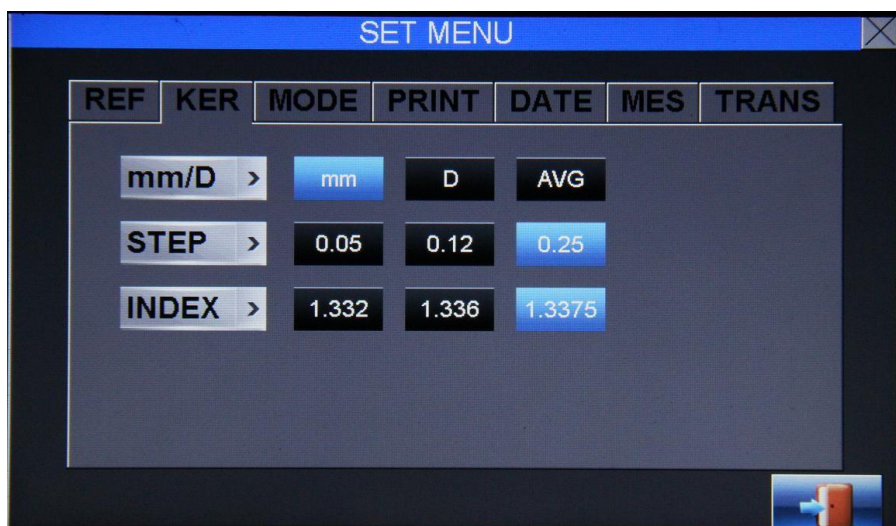 SET MENU
REF KER MODE PRINT DATE MES TRANS
mm/D > mm D AVG
STEP > 0.05 0.12 0.25
INDEX > 1.332 1.336 1.3375